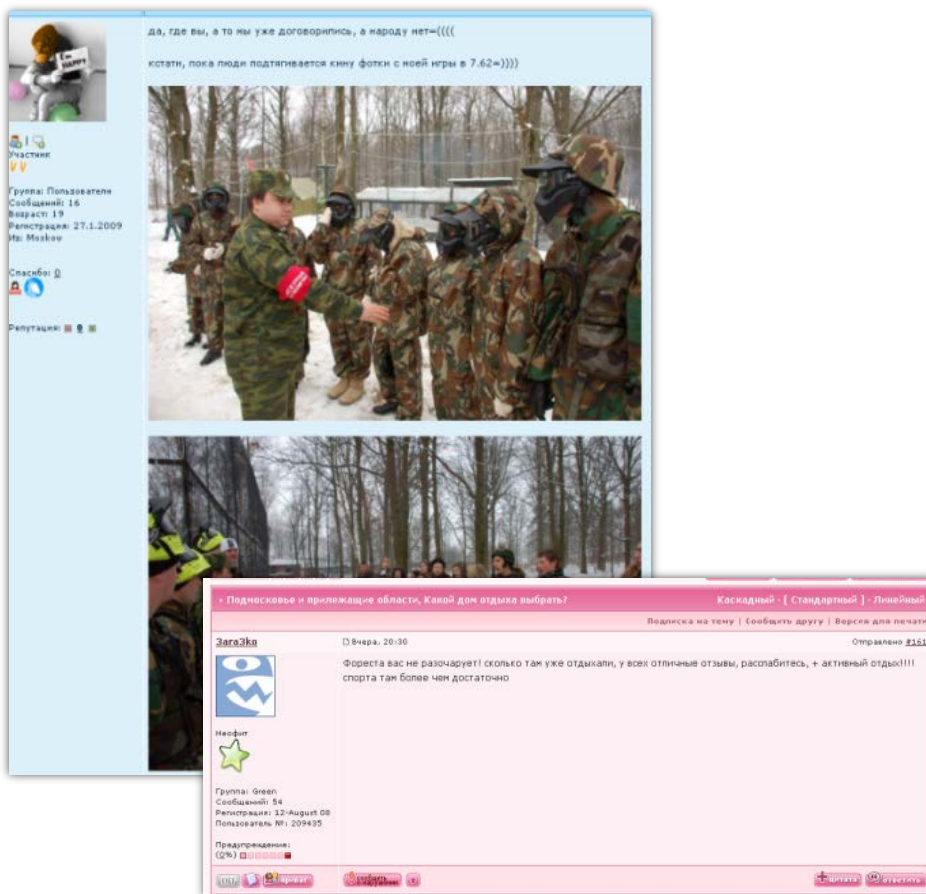 да, где вы, а то мы уже договорились, а народу нет=((((
кстати, пока люди подтягивается кину фотки с моей игры в 7.62=))))
I'm HAPPY
Участник
Группа: Пользователи
Сообщений: 16
Возраст: 19
Регистрация: 27.1.2009
Из: Moskow
Спасибо: 0
Репутация: 0
› Подмосковье и прилежащие области, Какой дом отдыха выбрать?
Каскадный · [ Стандартный ] · Линейный
Подписка на тему | Сообщить другу | Версия для печати
3ara3ka
Вчера, 20:30
Отправлено #161
Фореста вас не разочарует! сколько там уже отдыхали, у всех отличные отзывы, расслабитесь, + активный отдых!!!!
спорта там более чем достаточно
Неофит
Группа: Green
Сообщений: 54
Регистрация: 12-August 08
Пользователь №: 209435
Предупреждения:
(0%)
приват
цитата
ответить